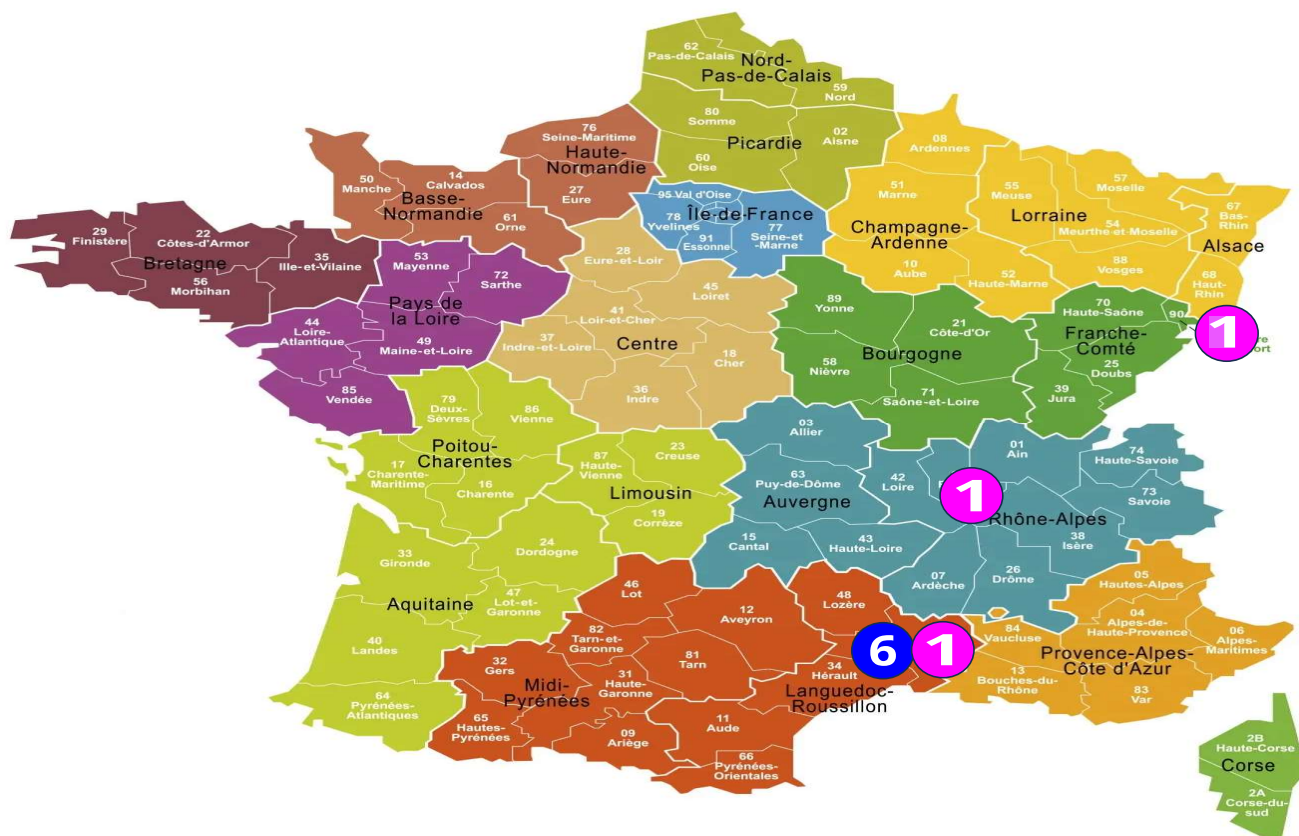 62
Pas-de-Calais
Nord-
Pas-de-Calais
59
Nord
80
Somme
02
Aisne
Picardie
60
Oise
76
Seine-Maritime
Haute-
Normandie
27
Eure
14
Calvados
50
Manche
Basse-
Normandie
61
Orne
08
Ardennes
51
Marne
Champagne-
Ardenne
10
Aube
52
Haute-Marne
55
Meuse
57
Moselle
Lorraine
54
Meurthe et Moselle
88
Vosges
67
Bas-
Rhin
Alsace
68
Haut-
Rhin
95 Val d'Oise
Île-de-France
78
Yvelines
91
Essonne
77
Seine-et
-Marne
29
Finistère
22
Côtes-d'Armor
Bretagne
35
Ille-et-Vilaine
56
Morbihan
53
Mayenne
72
Sarthe
Pays de
la Loire
44
Loire-
Atlantique
49
Maine-et-Loire
85
Vendée
28
Eure-et-Loir
45
Loiret
41
Loir-et-Cher
37
Indre-et-Loire
Centre
18
Cher
36
Indre
89
Yonne
21
Côte-d'Or
Bourgogne
58
Nièvre
71
Saône-et-Loire
70
Haute-Saône
90
Franche-
Comté
25
Doubs
39
Jura
1
79
Deux-
Sèvres
86
Vienne
Poitou-
Charentes
17
Charente-
Maritime
16
Charente
23
Creuse
87
Haute-
Vienne
Limousin
19
Corrèze
03
Allier
63
Puy-de-Dôme
Auvergne
15
Cantal
43
Haute-Loire
01
Ain
74
Haute-Savoie
42
Loire
1
73
Savoie
Rhône-Alpes
38
Isère
07
Ardèche
26
Drôme
33
Gironde
24
Dordogne
47
Lot-et-
Garonne
Aquitaine
40
Landes
64
Pyrénées-
Atlantiques
46
Lot
12
Aveyron
82
Tarn-et-
Garonne
32
Gers
81
Tarn
31
Haute-
Garonne
Midi-
Pyrénées
65
Hautes-
Pyrénées
09
Ariège
48
Lozère
6
1
34
Hérault
Languedoc-
Roussillon
11
Aude
66
Pyrénées-
Orientales
05
Hautes-Alpes
84
Vaucluse
04
Alpes-de-
Haute-Provence
06
Alpes-
Maritimes
Provence-Alpes-
Côte d'Azur
13
Bouches-du-
Rhône
83
Var
2B
Haute-Corse
Corse
2A
Corse-du-
sud